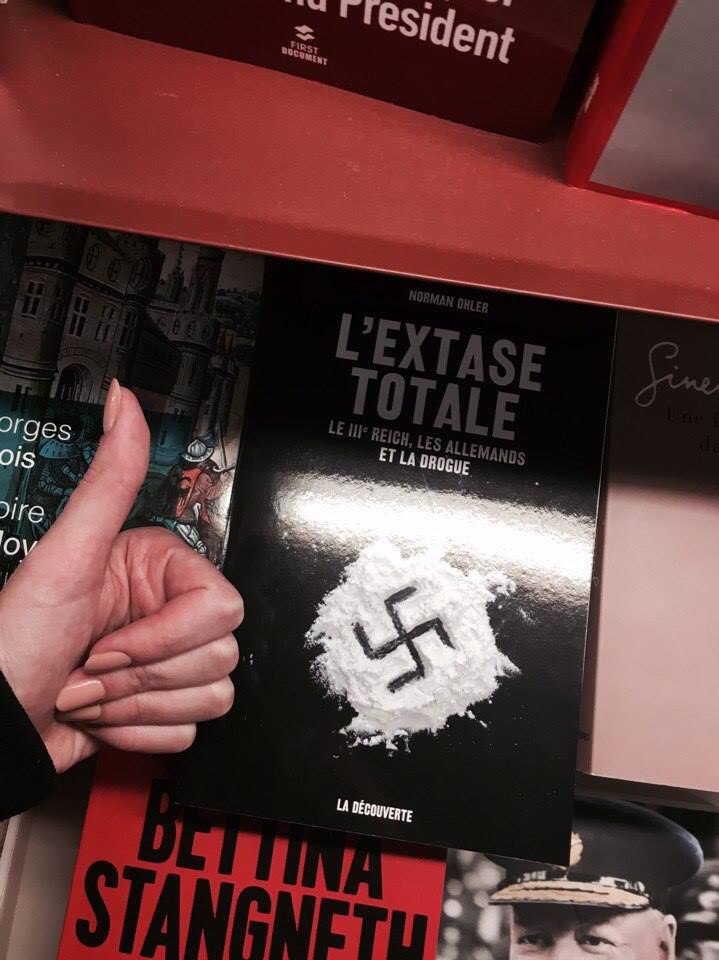 President
FIRST
DOCUMENT
NORMAN OHLER
L'EXTASE
TOTALE
LE IIIᵉ REICH, LES ALLEMANDS
ET LA DROGUE
LA DÉCOUVERTE
orges
ois
oire
Sine
BETTINA
STANGNETH